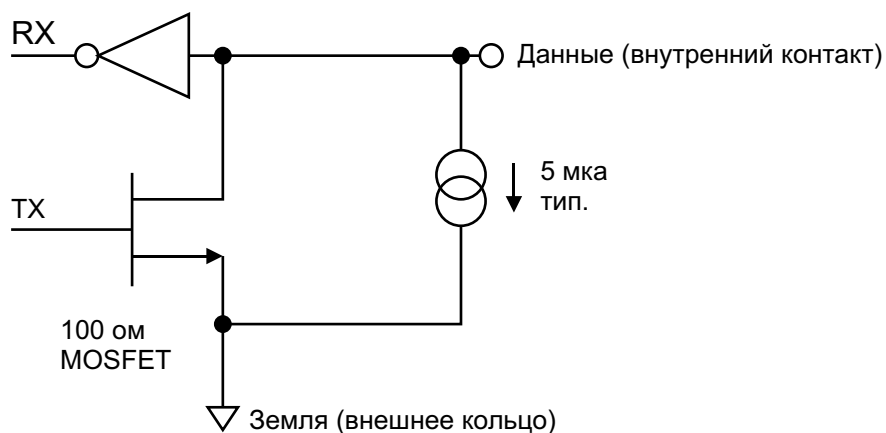 RX
Данные (внутренний контакт)
5 мка
тип.
TX
100 ом
MOSFET
Земля (внешнее кольцо)